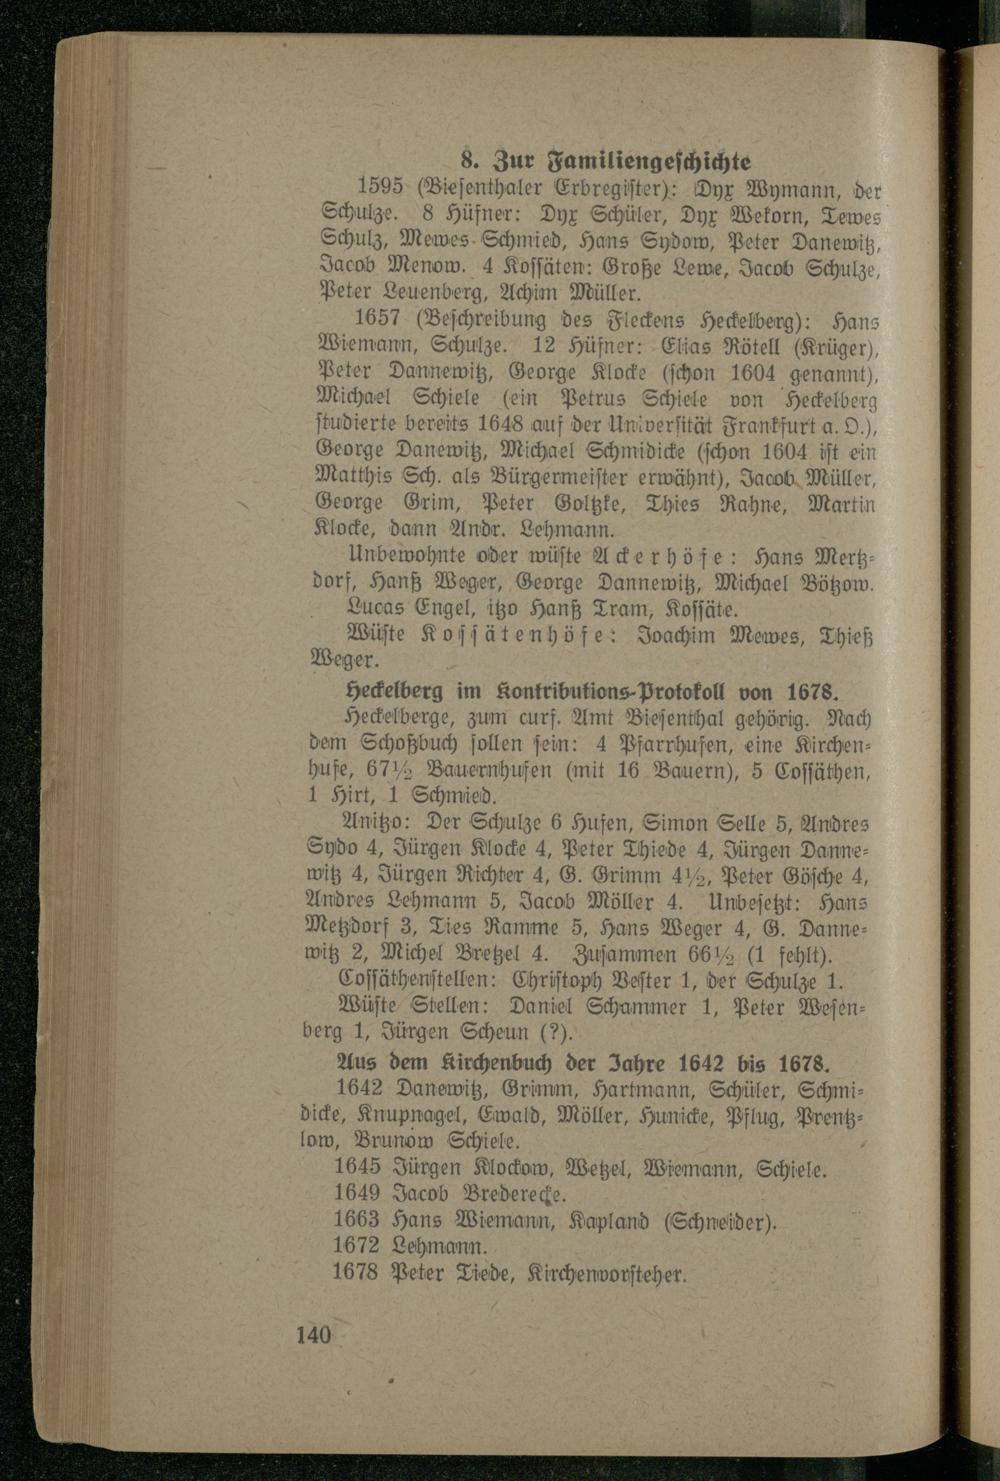 8. Zur Familiengeschichte
1595 (Biesenthaler Erbregister): Dyx Wymann, der
Schulze. 8 Hüfner: Dyx Schüler, Dyx Wekorn, Tewes
Schulz, Mewes-Schmied, Hans Sydow, Peter Danewitz,
Jacob Menow. 4 Kossäten: Große Lewe, Jacob Schulze,
Peter Leuenberg, Achim Müller.
1657 (Beschreibung des Fleckens Heckelberg): Hans
Wiemann, Schulze. 12 Hüfner: Elias Rötell (Krüger),
Peter Dannewitz, George Klocke (schon 1604 genannt),
Michael Schiele (ein Petrus Schiele von Heckelberg
studierte bereits 1648 auf der Universität Frankfurt a. O.),
George Danewitz, Michael Schmidicke (schon 1604 ist ein
Matthis Sch. als Bürgermeister erwähnt), Jacob Müller,
George Grim, Peter Goltzke, Thies Rahne, Martin
Klocke, dann Andr. Lehmann.
Unbewohnte oder wüste Ackerhöfe: Hans Mertz-
dorf, Hanß Weger, George Dannewitz, Michael Bötzow.
Lucas Engel, itzo Hanß Tram, Kossäte.
Wüste Kossätenhöfe: Joachim Mewes, Thieß
Weger.
Heckelberg im Kontributions-Protokoll von 1678.
Heckelberge, zum curf. Amt Biesenthal gehörig. Nach
dem Schoßbuch sollen sein: 4 Pfarrhufen, eine Kirchen-
hufe, 67½ Bauernhufen (mit 16 Bauern), 5 Cossäthen,
1 Hirt, 1 Schmied.
Anitzo: Der Schulze 6 Hufen, Simon Selle 5, Andres
Sydo 4, Jürgen Klocke 4, Peter Thiede 4, Jürgen Danne-
witz 4, Jürgen Richter 4, G. Grimm 4½, Peter Gösche 4,
Andres Lehmann 5, Jacob Möller 4. Unbesetzt: Hans
Metzdorf 3, Ties Ramme 5, Hans Weger 4, G. Danne-
witz 2, Michel Bretzel 4. Zusammen 66½ (1 fehlt).
Cossäthenstellen: Christoph Vester 1, der Schulze 1.
Wüste Stellen: Daniel Schammer 1, Peter Wesen-
berg 1, Jürgen Scheun (?).
Aus dem Kirchenbuch der Jahre 1642 bis 1678.
1642 Danewitz, Grimm, Hartmann, Schüler, Schmi-
dicke, Knupnagel, Ewald, Möller, Hunicke, Pflug, Prentz-
low, Brunow Schiele.
1645 Jürgen Klockow, Wetzel, Wiemann, Schiele.
1649 Jacob Bredereche.
1663 Hans Wiemann, Kapland (Schneider).
1672 Lehmann.
1678 Peter Tiede, Kirchenvorsteher.
140